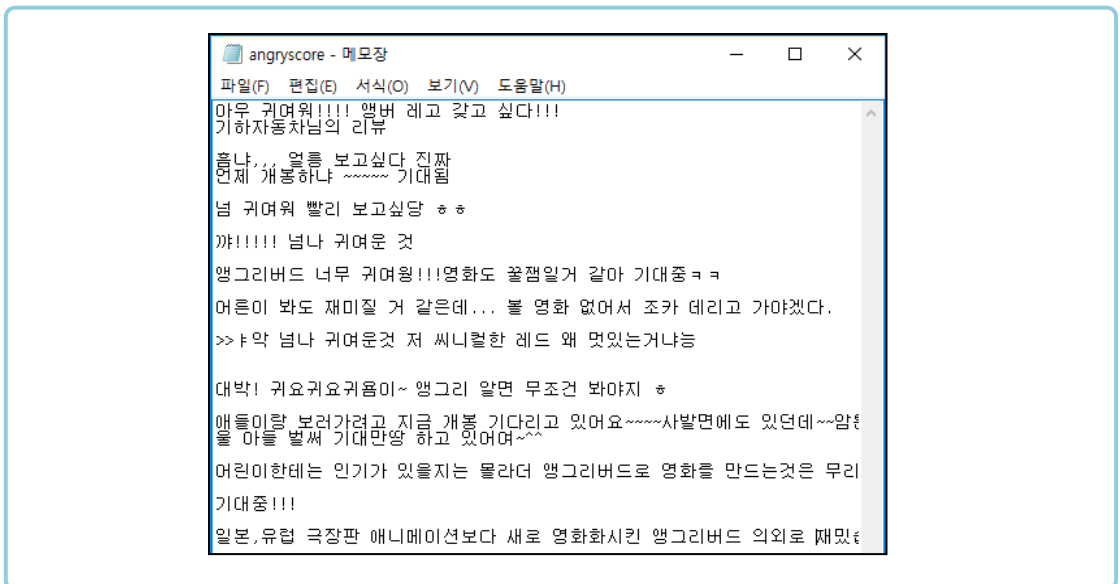 angryscore - 메모장
파일(F) 편집(E) 서식(O) 보기(V) 도움말(H)
아우 귀여워!!!! 앵버 레고 갖고 싶다!!!
기하자동차님의 리뷰
흠냐,,, 얼릉 보고싶다 진짜
언제 개봉하냐 ~~~~~ 기대됨
넘 귀여워 빨리 보고싶당 ㅎㅎ
꺄!!!!! 넘나 귀여운 것
앵그리버드 너무 귀여웡!!!영화도 꿀잼일거 같아 기대중ㅋㅋ
어른이 봐도 재미질 거 같은데... 볼 영화 없어서 조카 데리고 가야겠다.
>>ㅑ악 넘나 귀여운것 저 씨니컬한 레드 왜 멋있는거냐능
대박! 귀요귀요귀욤이~ 앵그리 알면 무조건 봐야지 ㅎ
애들이랑 보러가려고 지금 개봉 기다리고 있어요~~~~사발면에도 있던데~~
울 아들 벌써 기대만땅 하고 있어여~^^
어린이한테는 인기가 있을지는 몰라더 앵그리버드로 영화를 만드는것은 무리
기대중!!!
일본,유럽 극장판 애니메이션보다 새로 영화화시킨 앵그리버드 의외로